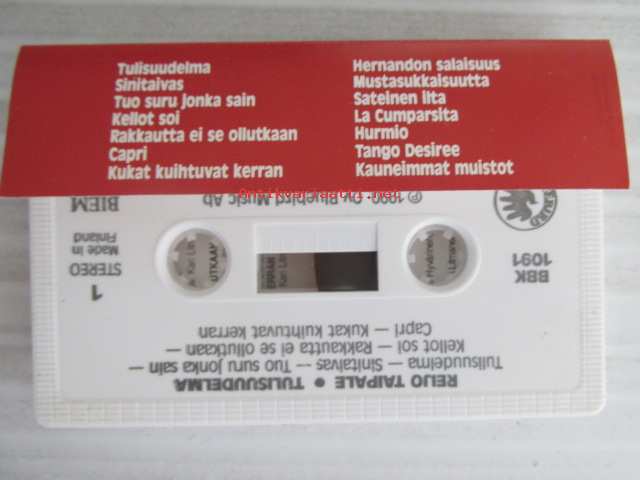 Tulisuudelma
Sinitaivas
Tuo suru jonka sain
Kellot soi
Rakkautta ei se ollutkaan
Capri
Kukat kuihtuvat kerran
Hernandon salaisuus
Mustasukkaisuutta
Sateinen ilta
La Cumparsita
Hurmio
Tango Desiree
Kauneimmat muistot
Antikvariaatti.net
REIJO TAIPALE • TULISUUDELMA
Tulisuudelma — Sinitaivas — Tuo suru jonka sain —
Kellot soi — Rakkautta ei se ollutkaan —
Capri — Kukat kuihtuvat kerran
BBK
1091
1
STEREO
Made in
Finland
BIEM
Oy Bluebird Music Ab